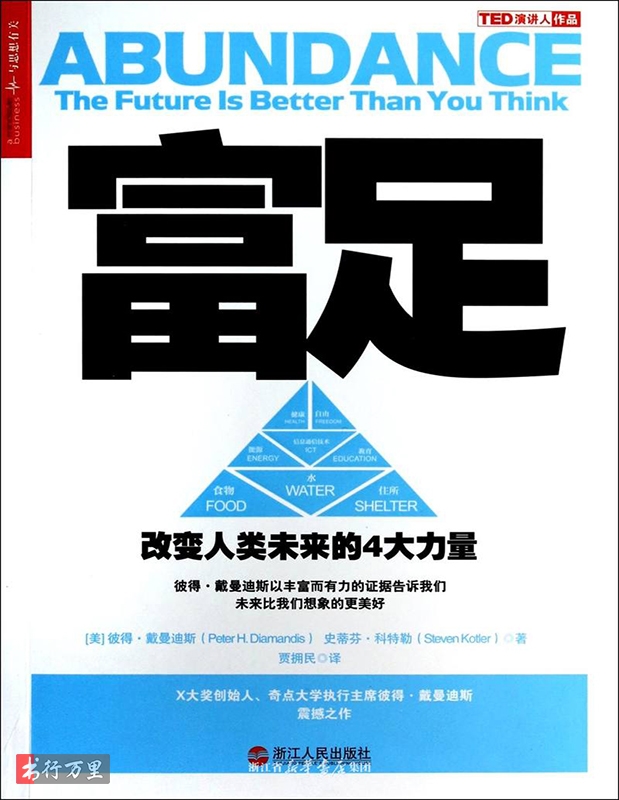 TED演讲人作品
与思想有关
business
ABUNDANCE
The Future Is Better Than You Think
富足
健康 自由
HEALTH FREEDOM
能源 信息通信技术 教育
ENERGY ICT EDUCATION
食物 水 住所
FOOD WATER SHELTER
改变人类未来的4大力量
彼得·戴曼迪斯以丰富而有力的证据告诉我们
未来比我们想象的更美好
[美] 彼得·戴曼迪斯（Peter H. Diamandis） 史蒂芬·科特勒（Steven Kotler）◎著
贾拥民◎译
X大奖创始人、奇点大学执行主席彼得·戴曼迪斯
震撼之作
浙江人民出版社
书行万里